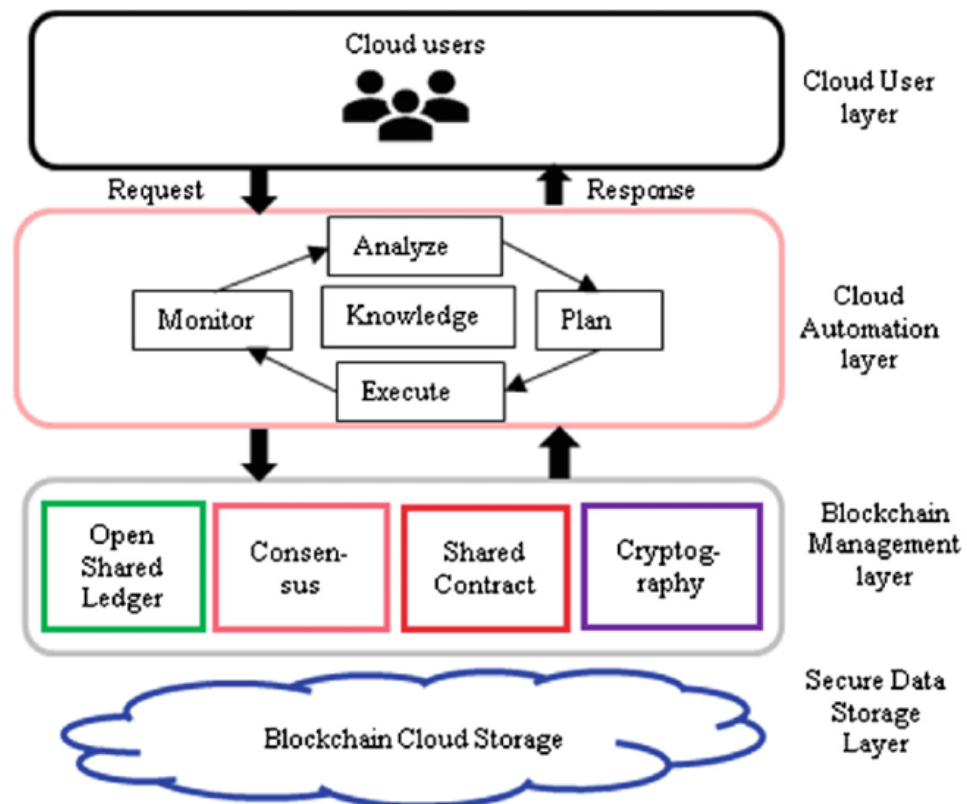 Cloud users
Cloud User
layer
Request
Response
Analyze
Monitor
Knowledge
Plan
Execute
Cloud
Automation
layer
Open
Shared
Ledger
Consen-
sus
Shared
Contract
Cryptog-
raphy
Blockchain
Management
layer
Blockchain Cloud Storage
Secure Data
Storage
Layer